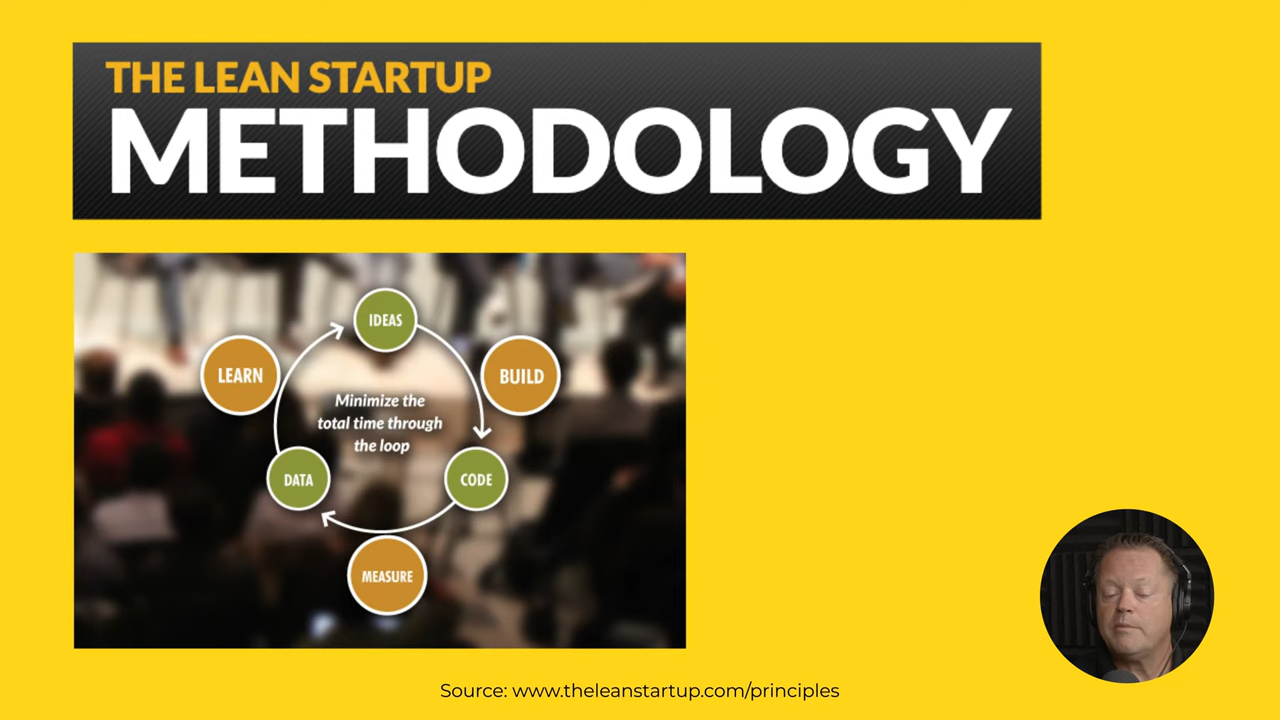 THE LEAN STARTUP
METHODOLOGY
IDEAS
LEARN
BUILD
Minimize the
total time through
the loop
DATA
CODE
MEASURE
Source: www.theleanstartup.com/principles